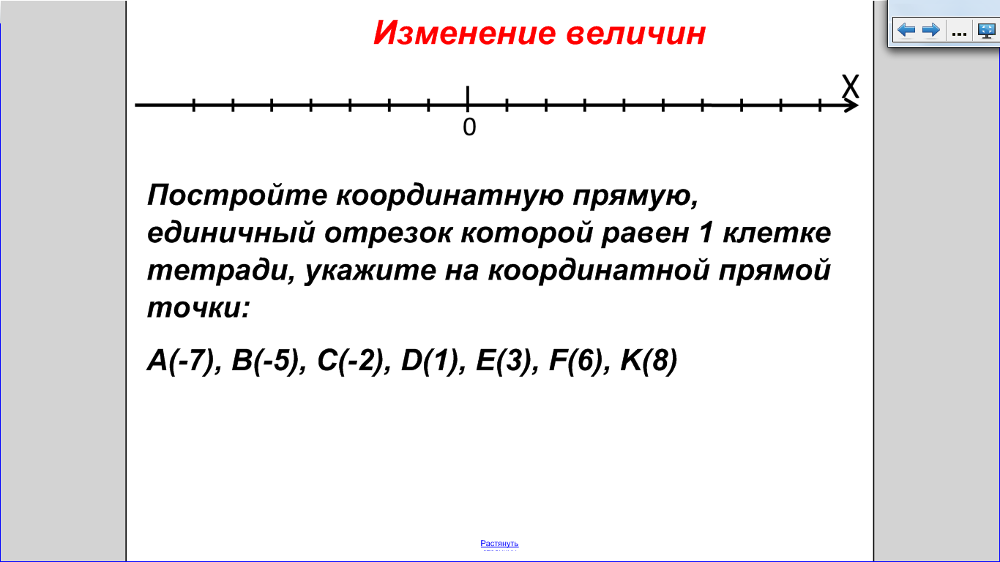 Изменение величин
X
0
Постройте координатную прямую,
единичный отрезок которой равен 1 клетке
тетради, укажите на координатной прямой
точки:
A(-7), B(-5), C(-2), D(1), E(3), F(6), K(8)
...
Растянуть